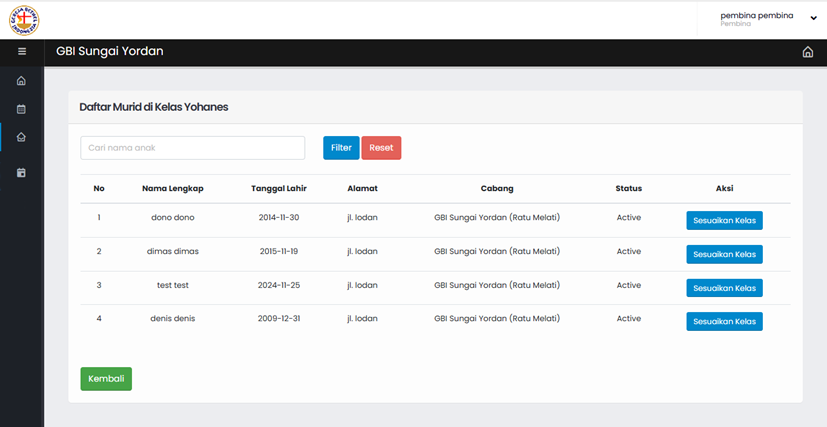 GEREJA BETHEL INDONESIA
pembina pembina
Pembina
GBI Sungai Yordan
Daftar Murid di Kelas Yohanes
Cari nama anak Filter Reset
No Nama Lengkap Tanggal Lahir Alamat Cabang Status Aksi
1 dono dono 2014-11-30 jl. lodan GBI Sungai Yordan (Ratu Melati) Active Sesuaikan Kelas
2 dimas dimas 2015-11-19 jl. lodan GBI Sungai Yordan (Ratu Melati) Active Sesuaikan Kelas
3 test test 2024-11-25 jl. lodan GBI Sungai Yordan (Ratu Melati) Active Sesuaikan Kelas
4 denis denis 2009-12-31 jl. lodan GBI Sungai Yordan (Ratu Melati) Active Sesuaikan Kelas
Kembali